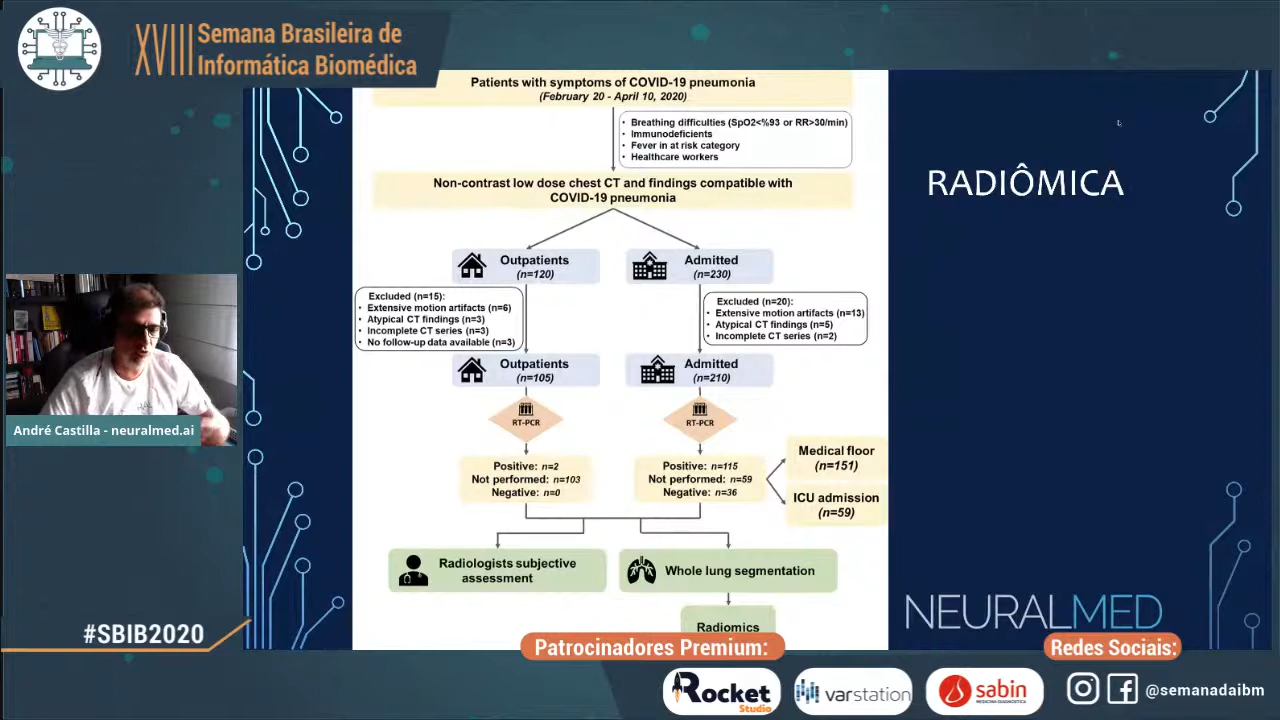 XVIII Semana Brasileira de
Informática Biomédica
Patients with symptoms of COVID-19 pneumonia
(February 20 - April 10, 2020)
• Breathing difficulties (SpO2<%93 or RR>30/min)
• Immunodeficients
• Fever in at risk category
• Healthcare workers
Non-contrast low dose chest CT and findings compatible with
COVID-19 pneumonia
RADIÔMICA
Outpatients
(n=120)
Admitted
(n=230)
Excluded (n=15):
• Extensive motion artifacts (n=6)
• Atypical CT findings (n=3)
• Incomplete CT series (n=3)
• No follow-up data available (n=3)
Excluded (n=20):
• Extensive motion artifacts (n=13)
• Atypical CT findings (n=5)
• Incomplete CT series (n=2)
Outpatients
(n=105)
Admitted
(n=210)
RT-PCR
RT-PCR
Positive: n=2
Not performed: n=103
Negative: n=0
Positive: n=115
Not performed: n=59
Negative: n=36
Medical floor
(n=151)
ICU admission
(n=59)
Radiologists subjective
assessment
Whole lung segmentation
Radiomics
André Castilla - neuralmed.ai
NEURALMED
#SBIB2020
Patrocinadores Premium:
Redes Sociais:
Rocket
Studio
varstation
sabin
MEDICINA DIAGNÓSTICA
@semanadaibm